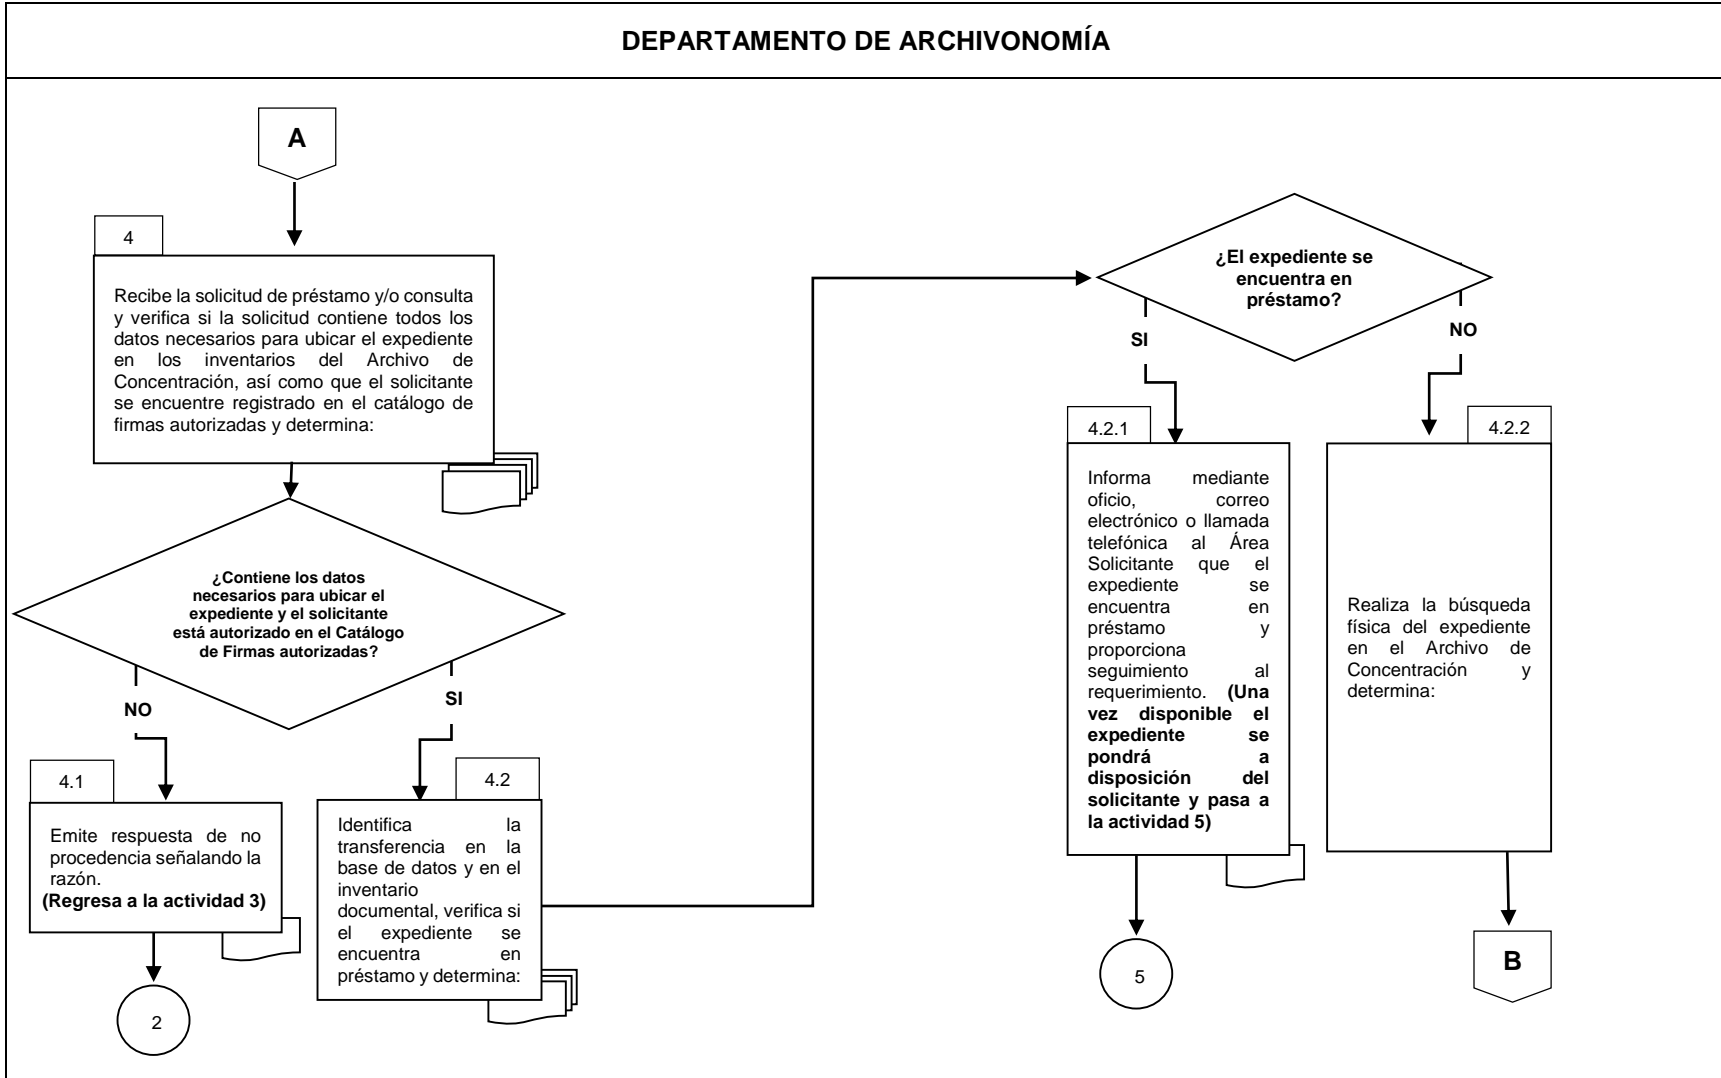 DEPARTAMENTO DE ARCHIVONOMÍA
A
4
Recibe la solicitud de préstamo y/o consulta
y verifica si la solicitud contiene todos los
datos necesarios para ubicar el expediente
en los inventarios del Archivo de
Concentración, así como que el solicitante
se encuentre registrado en el catálogo de
firmas autorizadas y determina:
¿Contiene los datos
necesarios para ubicar el
expediente y el solicitante
está autorizado en el Catálogo
de Firmas autorizadas?
NO
SI
4.1
Emite respuesta de no
procedencia señalando la
razón.
(Regresa a la actividad 3)
2
4.2
Identifica la
transferencia en la
base de datos y en el
inventario
documental, verifica si
el expediente se
encuentra en
préstamo y determina:
¿El expediente se
encuentra en
préstamo?
SI
NO
4.2.1
Informa mediante
oficio, correo
electrónico o llamada
telefónica al Área
Solicitante que el
expediente se
encuentra en
préstamo y
proporciona
seguimiento al
requerimiento. (Una
vez disponible el
expediente se
pondrá a
disposición del
solicitante y pasa a
la actividad 5)
5
4.2.2
Realiza la búsqueda
física del expediente
en el Archivo de
Concentración y
determina:
B